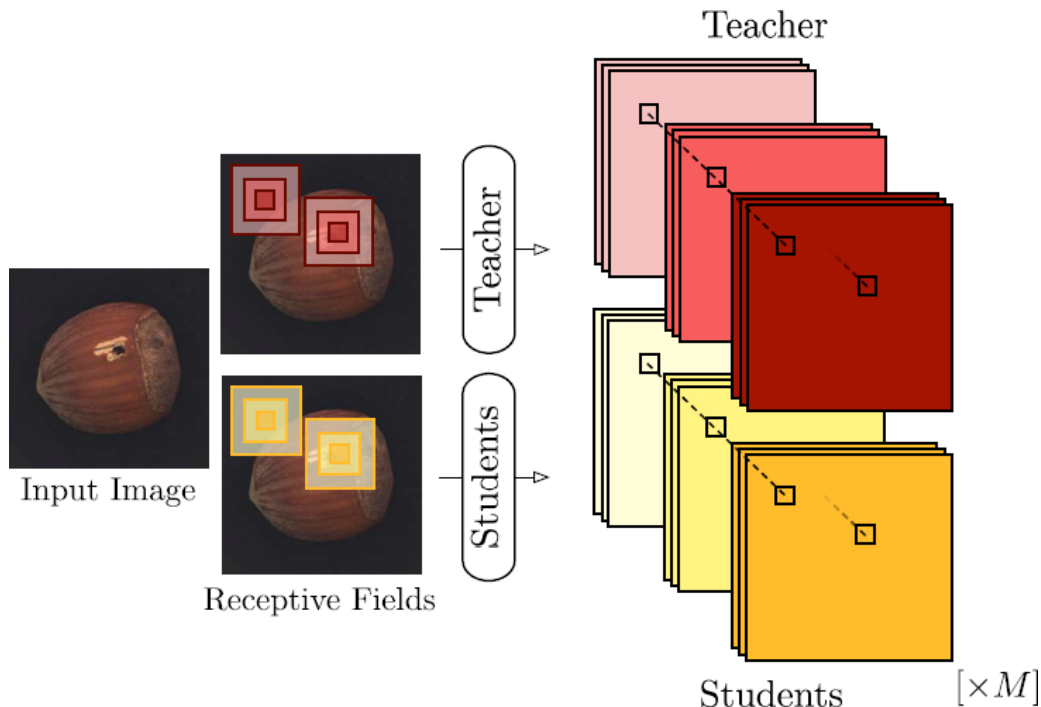 Teacher
Teacher
Input Image
Students
Receptive Fields
Students
[×M]